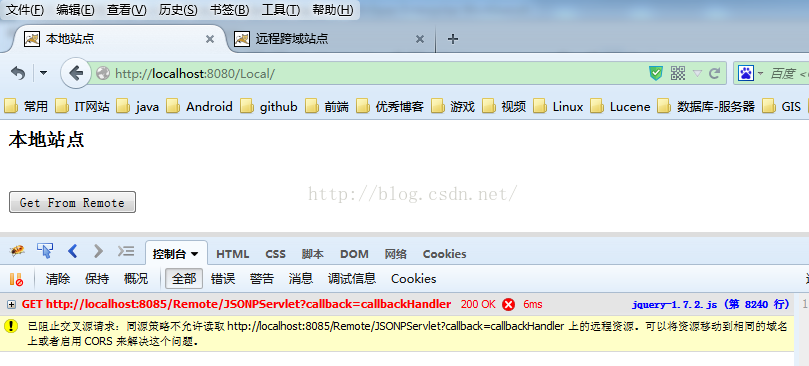 文件(F) 编辑(E) 查看(V) 历史(S) 书签(B) 工具(T) 帮助(H)
本地站点 × 远程跨域站点 × +
http://localhost:8080/Local/ 百度
常用 IT网站 java Android github 前端 优秀博客 游戏 视频 Linux Lucene 数据库-服务器 GIS
本地站点
http://blog.csdn.net/
Get From Remote
控制台 HTML CSS 脚本 DOM 网络 Cookies
清除 保持 概况 全部 错误 警告 消息 调试信息 Cookies
GET http://localhost:8085/Remote/JSONPServlet?callback=callbackHandler 200 OK 6ms jquery-1.7.2.js (第 8240 行)
已阻止交叉源请求：同源策略不允许读取 http://localhost:8085/Remote/JSONPServlet?callback=callbackHandler 上的远程资源。可以将资源移动到相同的域名
上或者启用 CORS 来解决这个问题。